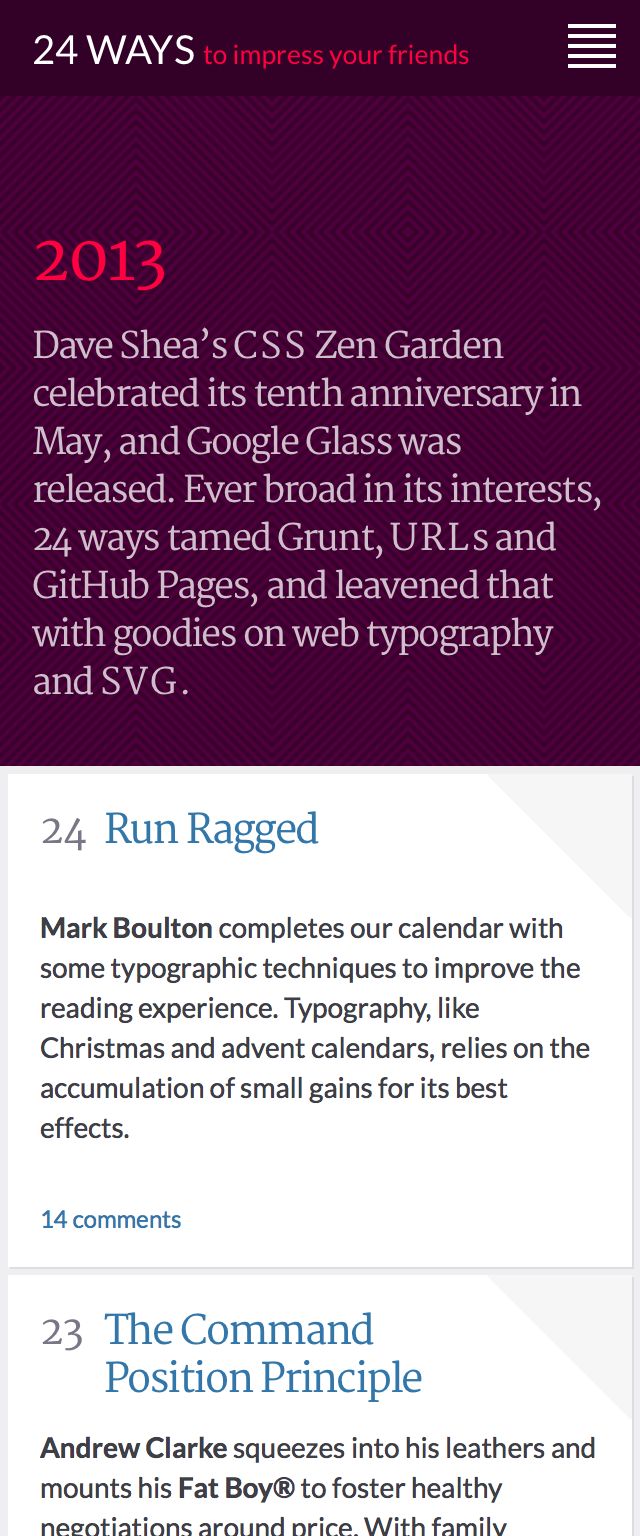 24 WAYS to impress your friends
2013
Dave Shea’s CSS Zen Garden
celebrated its tenth anniversary in
May, and Google Glass was
released. Ever broad in its interests,
24 ways tamed Grunt, URLs and
GitHub Pages, and leavened that
with goodies on web typography
and SVG.
24 Run Ragged
Mark Boulton completes our calendar with
some typographic techniques to improve the
reading experience. Typography, like
Christmas and advent calendars, relies on the
accumulation of small gains for its best
effects.
14 comments
23 The Command
Position Principle
Andrew Clarke squeezes into his leathers and
mounts his Fat Boy® to foster healthy
negotiations around price. With family